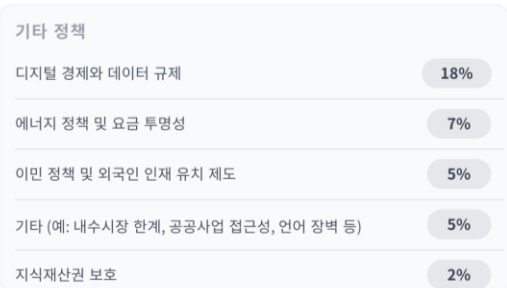 기타 정책
디지털 경제와 데이터 규제 18%
에너지 정책 및 요금 투명성 7%
이민 정책 및 외국인 인재 유치 제도 5%
기타 (예: 내수시장 한계, 공공사업 접근성, 언어 장벽 등) 5%
지식재산권 보호 2%